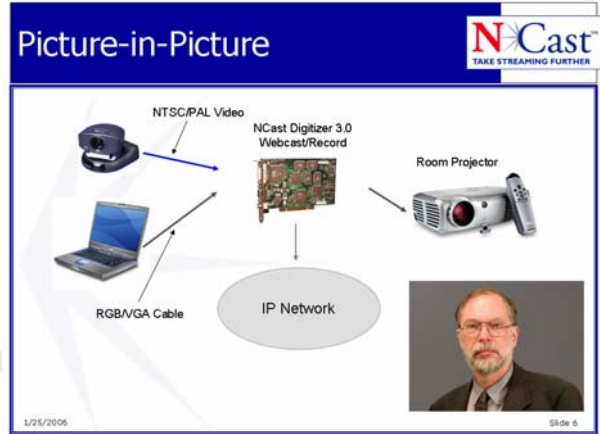 Picture-in-Picture
NCast™
TAKE STREAMING FURTHER
NTSC/PAL Video
NCast Digitizer 3.0
Webcast/Record
Room Projector
RGB/VGA Cable
IP Network
1/25/2006
Slide 6